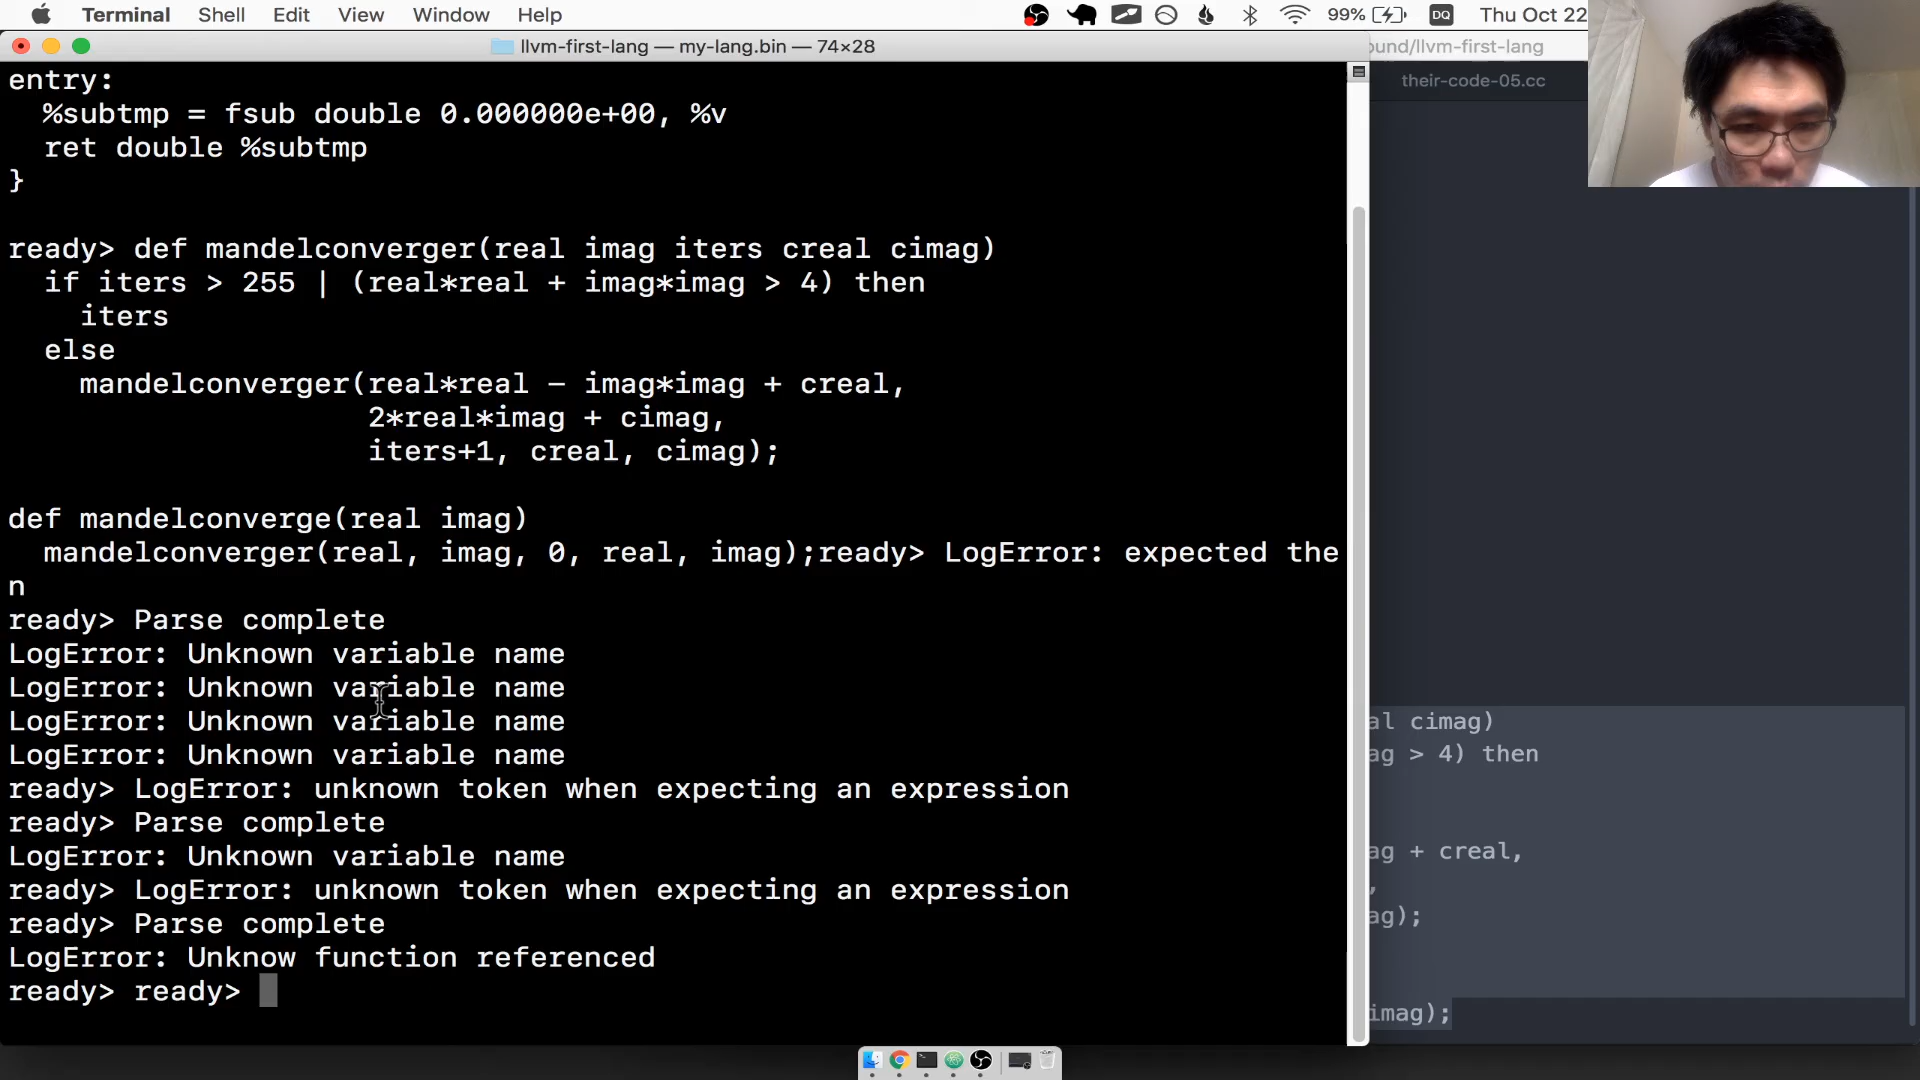 Terminal Shell Edit View Window Help 99% DQ Thu Oct 22
llvm-first-lang — my-lang.bin — 74×28
ound/llvm-first-lang
their-code-05.cc
entry:
  %subtmp = fsub double 0.000000e+00, %v
  ret double %subtmp
}
ready> def mandelconverger(real imag iters creal cimag)
  if iters > 255 | (real*real + imag*imag > 4) then
    iters
  else
    mandelconverger(real*real - imag*imag + creal,
                    2*real*imag + cimag,
                    iters+1, creal, cimag);
def mandelconverge(real imag)
  mandelconverger(real, imag, 0, real, imag);ready> LogError: expected the
n
ready> Parse complete
LogError: Unknown variable name
LogError: Unknown variable name
LogError: Unknown variable name
LogError: Unknown variable name
ready> LogError: unknown token when expecting an expression
ready> Parse complete
LogError: Unknown variable name
ready> LogError: unknown token when expecting an expression
ready> Parse complete
LogError: Unknow function referenced
ready> ready>
al cimag)
ag > 4) then
ag + creal,
,
ag);
imag);